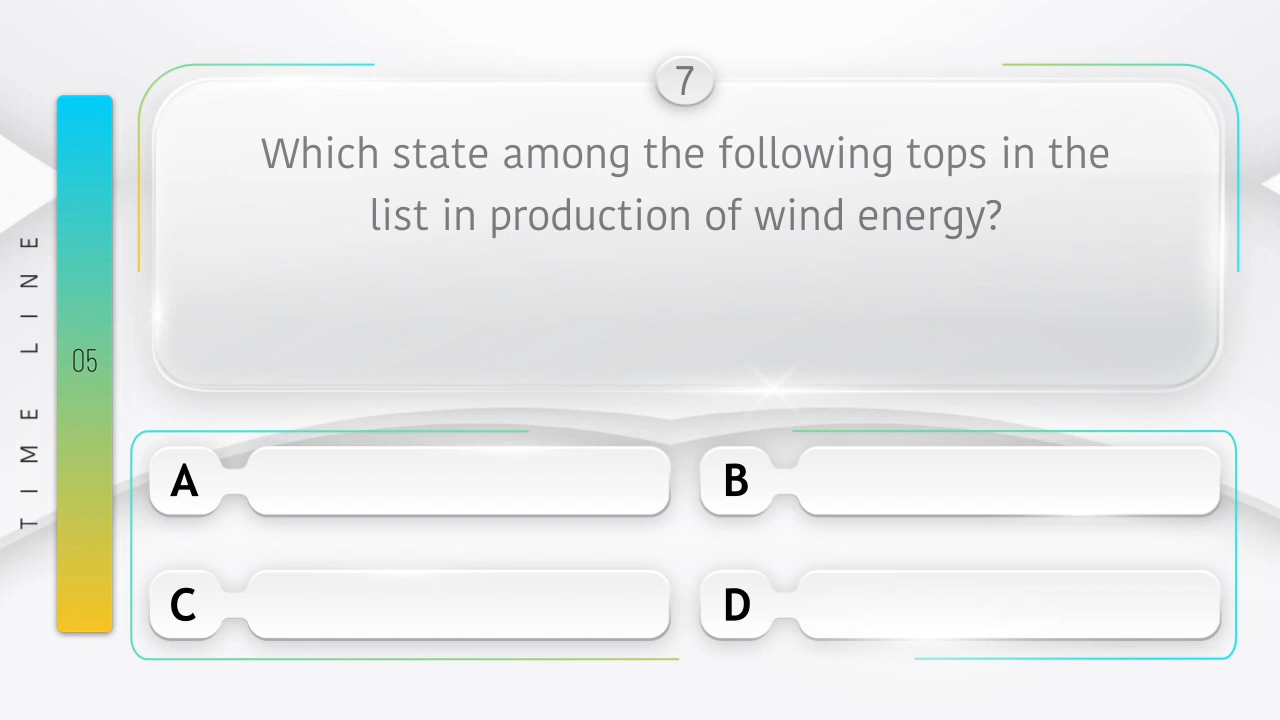 7
Which state among the following tops in the
list in production of wind energy?
TIME LINE
05
A
B
C
D